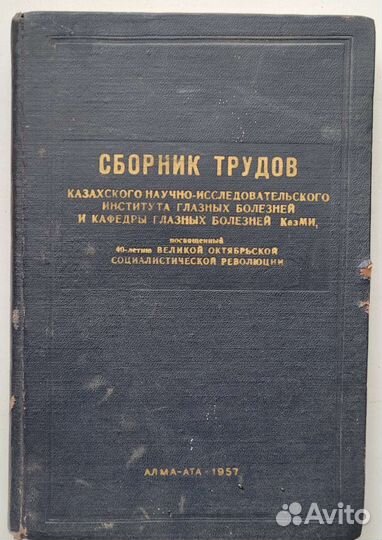 СБОРНИК ТРУДОВ
КАЗАХСКОГО НАУЧНО-ИССЛЕДОВАТЕЛЬСКОГО
ИНСТИТУТА ГЛАЗНЫХ БОЛЕЗНЕЙ
И КАФЕДРЫ ГЛАЗНЫХ БОЛЕЗНЕЙ КазМИ,
посвященный
40-летию ВЕЛИКОЙ ОКТЯБРЬСКОЙ
СОЦИАЛИСТИЧЕСКОЙ РЕВОЛЮЦИИ
АЛМА-АТА - 1957
Avito